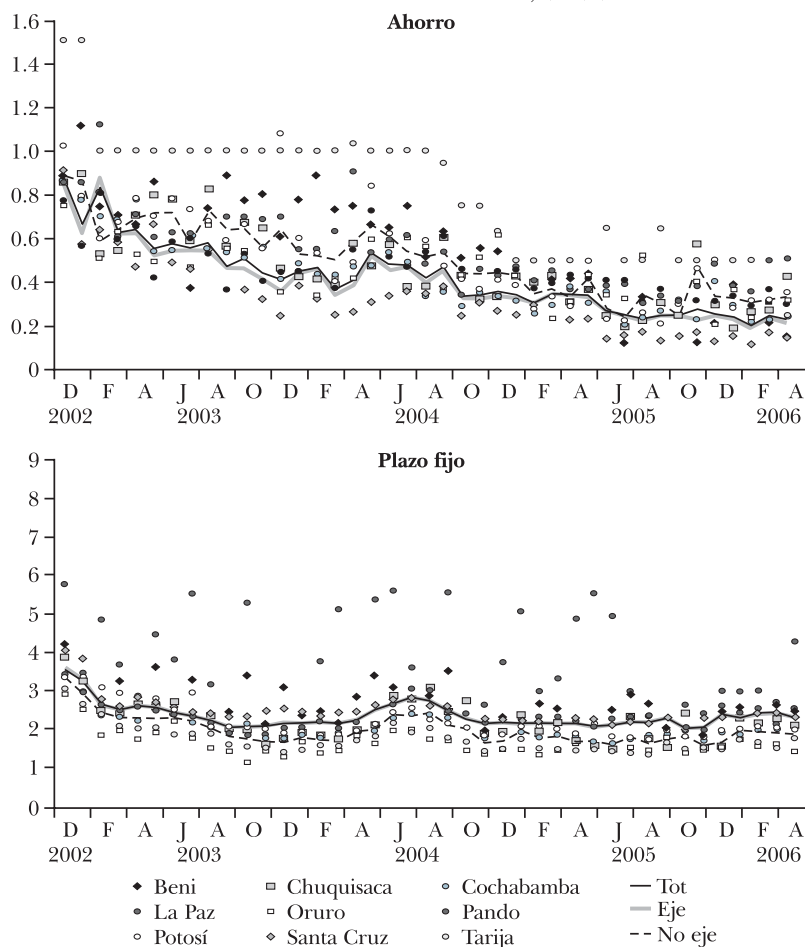 Ahorro
1.6
1.4
1.2
1.0
0.8
0.6
0.4
0.2
0
D F A J A O D F A J A O D F A J A O D F A
2002 2003 2004 2005 2006
Plazo fijo
9
8
7
6
5
4
3
2
1
0
D F A J A O D F A J A O D F A J A O D F A
2002 2003 2004 2005 2006
Beni Chuquisaca Cochabamba Tot
La Paz Oruro Pando Eje
Potosí Santa Cruz Tarija No eje